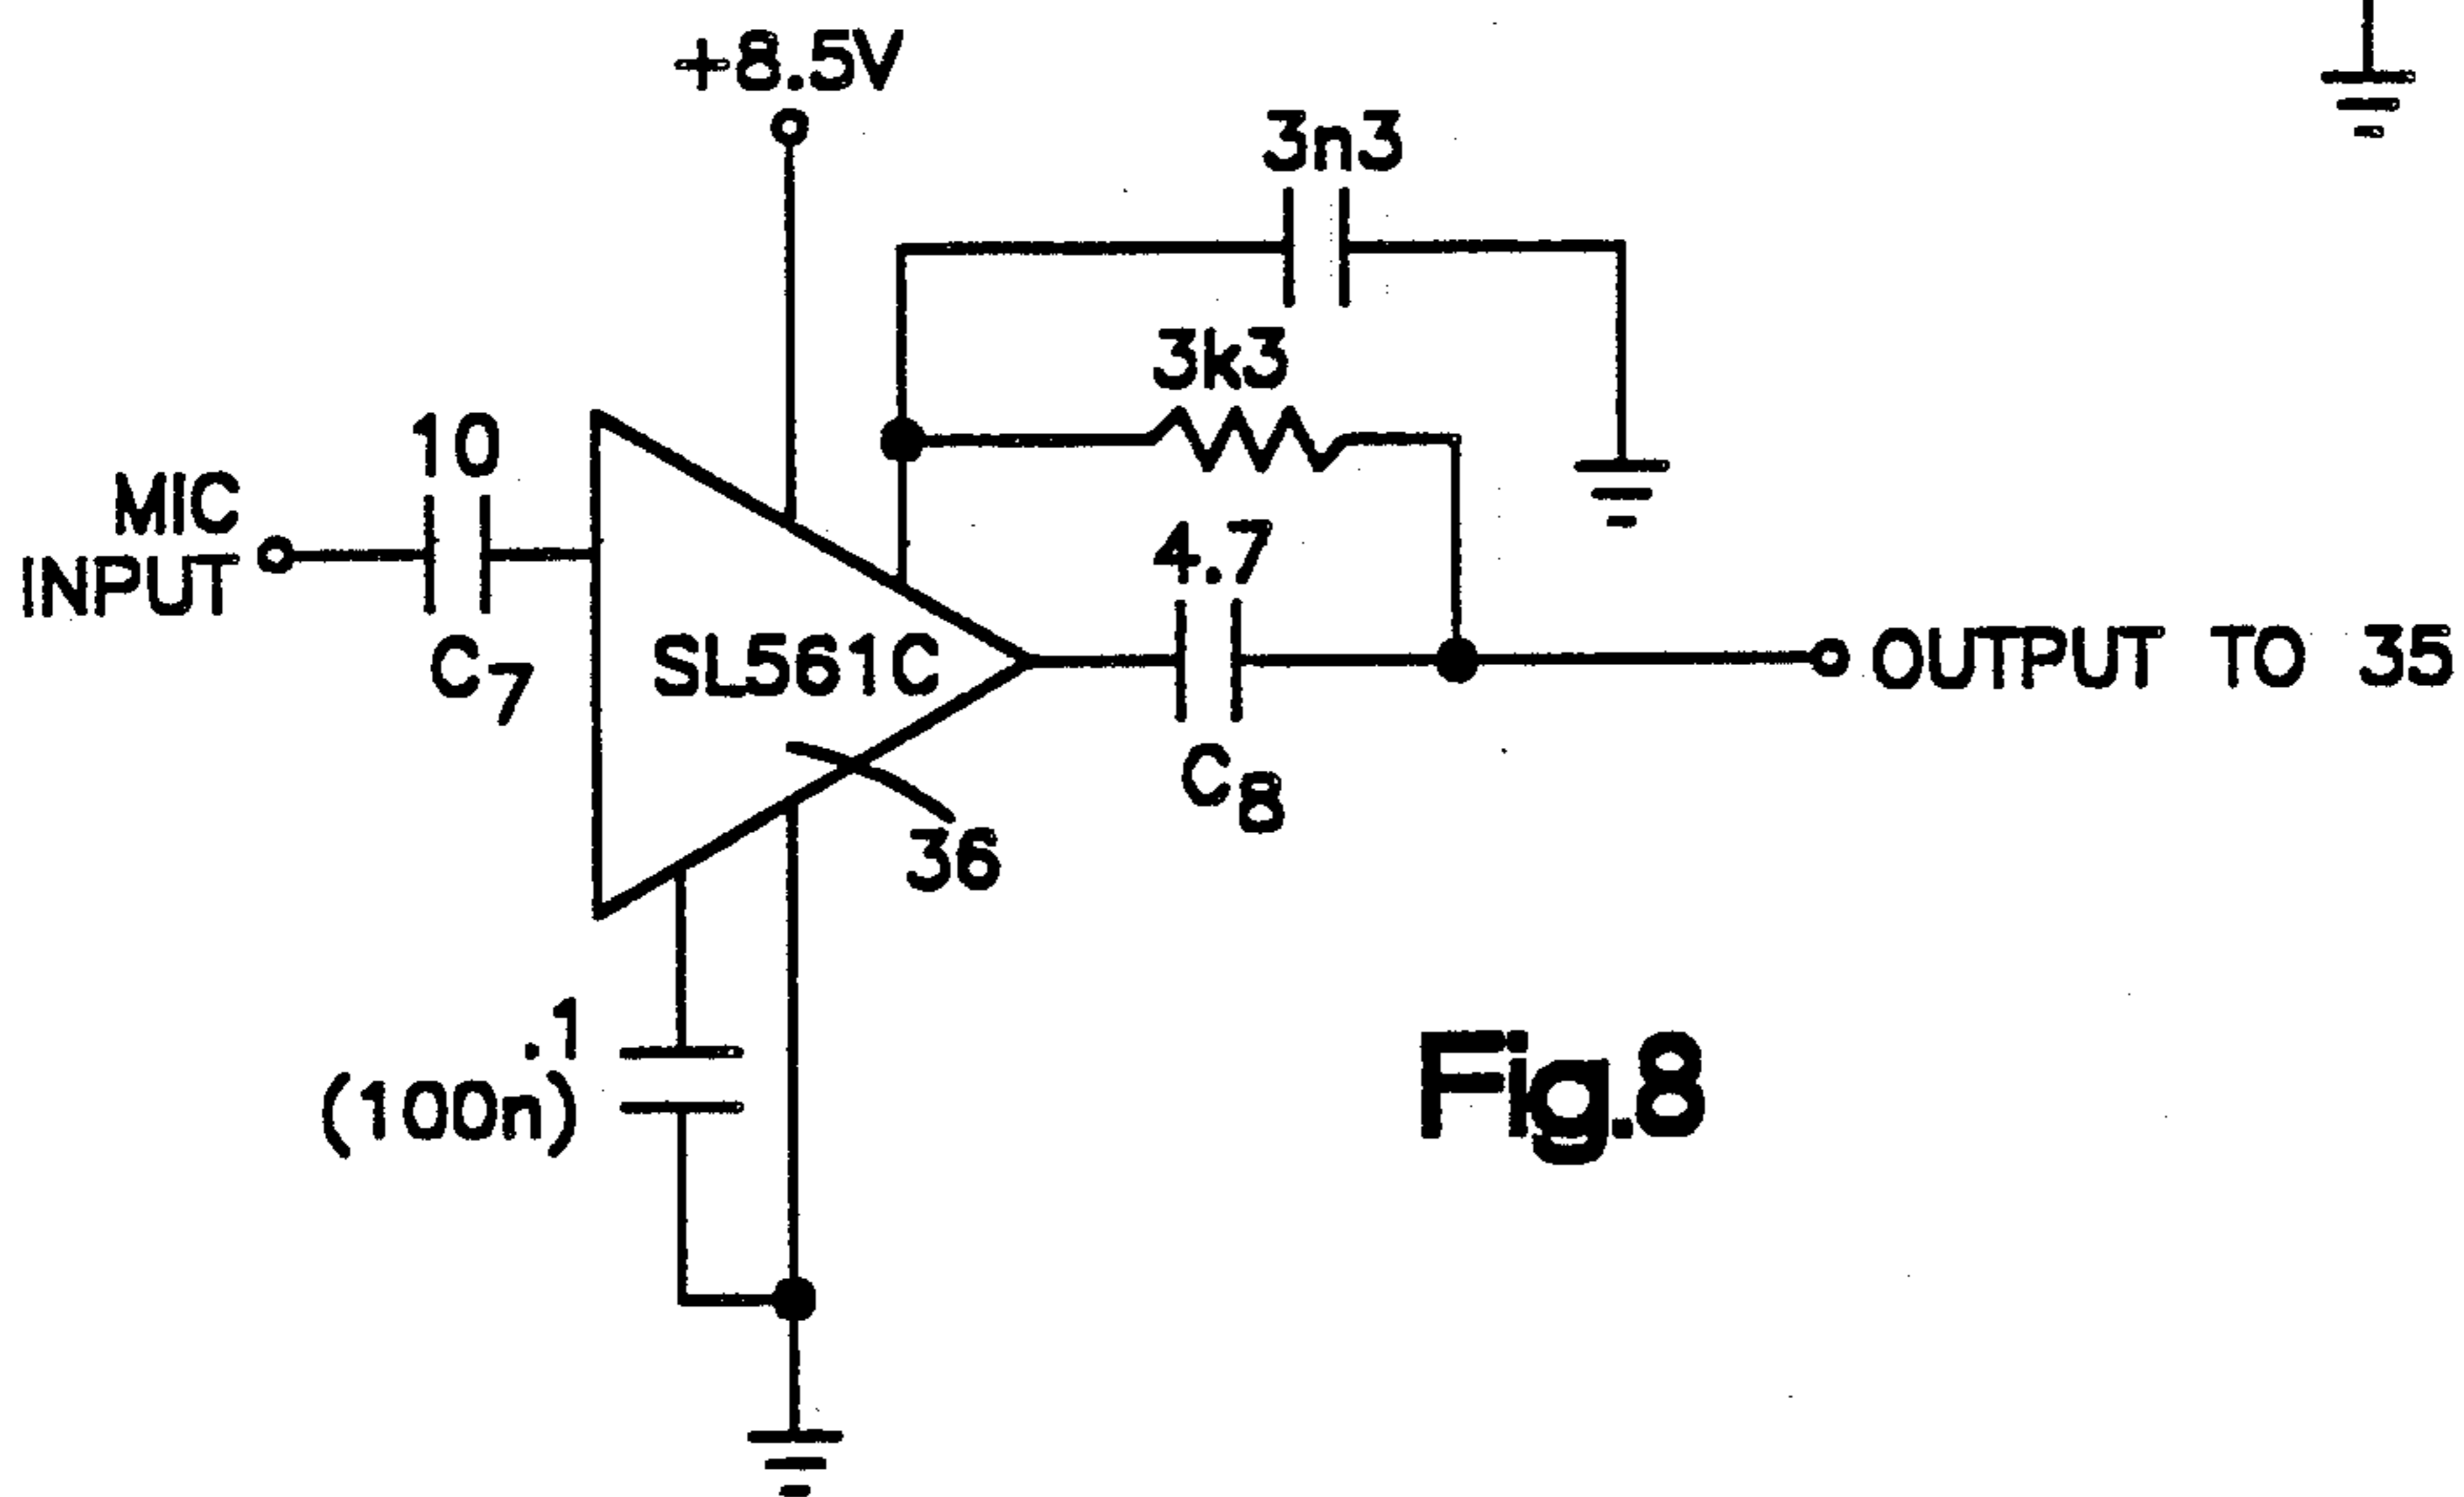 +8.5V
3n3
3k3
10
MIC
INPUT
4.7
C7
SL561C
OUTPUT TO 35
C8
36
.1
(100n)
Fig.8